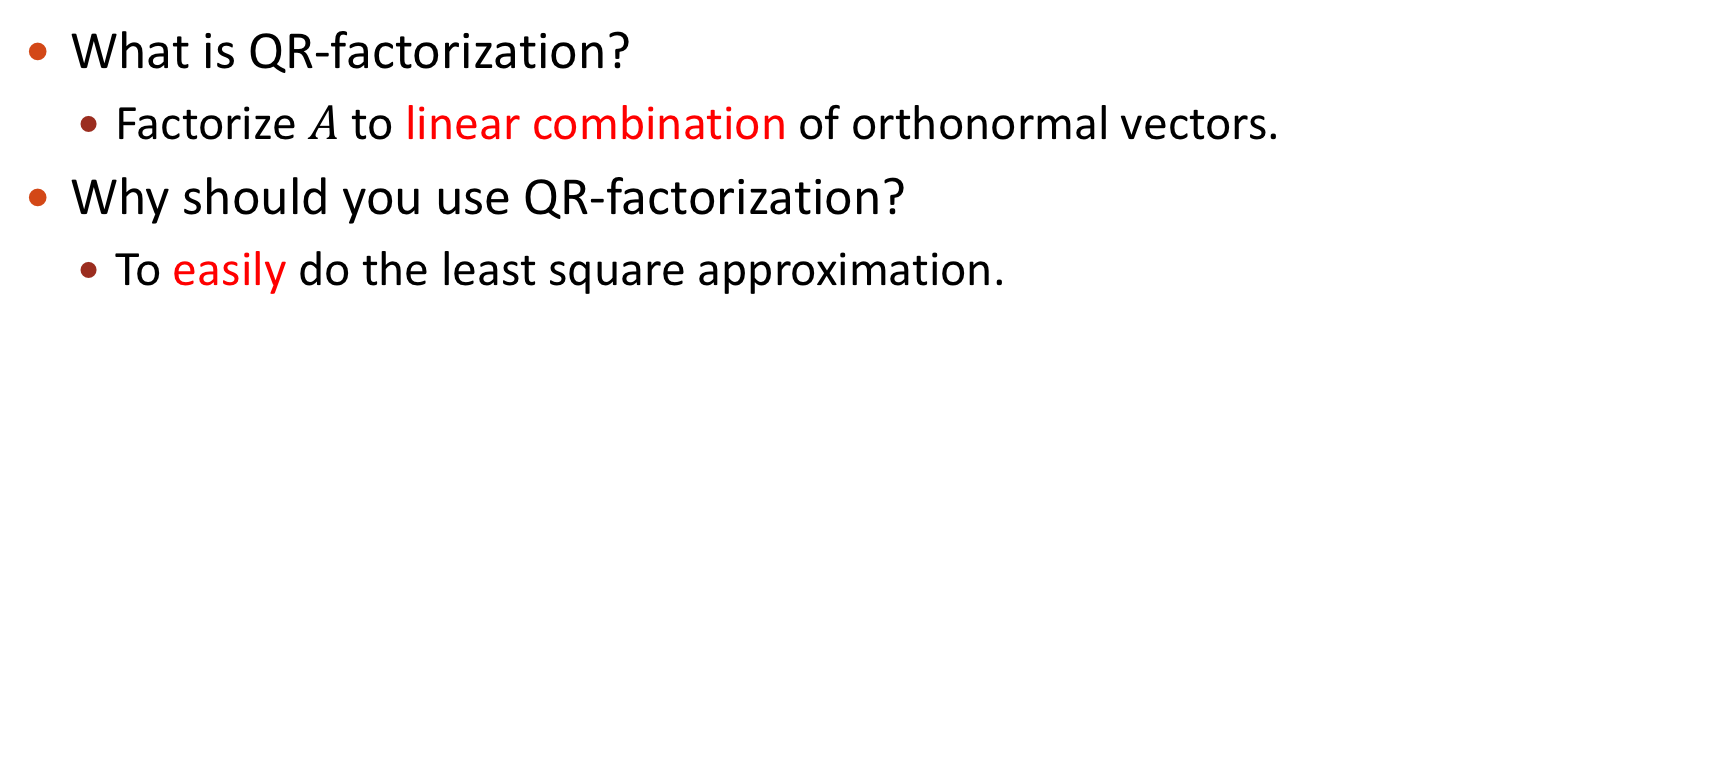 • What is QR-factorization?
• Factorize A to linear combination of orthonormal vectors.
• Why should you use QR-factorization?
• To easily do the least square approximation.